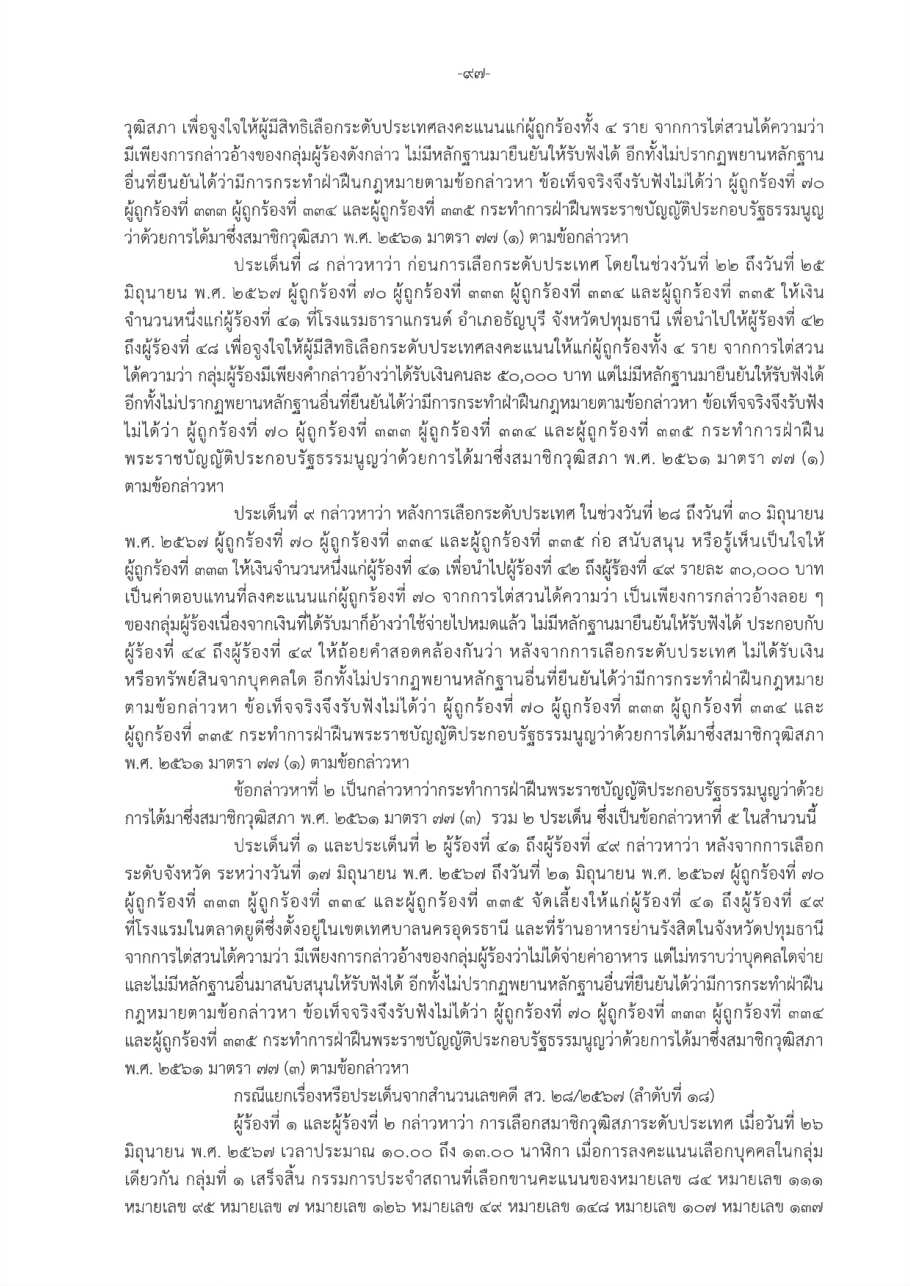 -๙๗-
วุฒิสภา เพื่อจูงใจให้ผู้มีสิทธิเลือกระดับประเทศลงคะแนนแก่ผู้ถูกร้องทั้ง ๔ ราย จากการไต่สวนได้ความว่า
มีเพียงการกล่าวอ้างของกลุ่มผู้ร้องดังกล่าว ไม่มีหลักฐานมายืนยันให้รับฟังได้ อีกทั้งไม่ปรากฏพยานหลักฐาน
อื่นที่ยืนยันได้ว่ามีการกระทำฝ่าฝืนกฎหมายตามข้อกล่าวหา ข้อเท็จจริงจึงรับฟังไม่ได้ว่า ผู้ถูกร้องที่ ๗๐
ผู้ถูกร้องที่ ๓๓๓ ผู้ถูกร้องที่ ๓๓๔ และผู้ถูกร้องที่ ๓๓๕ กระทำการฝ่าฝืนพระราชบัญญัติประกอบรัฐธรรมนูญ
ว่าด้วยการได้มาซึ่งสมาชิกวุฒิสภา พ.ศ. ๒๕๖๑ มาตรา ๗๗ (๑) ตามข้อกล่าวหา
ประเด็นที่ ๘ กล่าวหาว่า ก่อนการเลือกระดับประเทศ โดยในช่วงวันที่ ๒๒ ถึงวันที่ ๒๕
มิถุนายน พ.ศ. ๒๕๖๗ ผู้ถูกร้องที่ ๗๐ ผู้ถูกร้องที่ ๓๓๓ ผู้ถูกร้องที่ ๓๓๔ และผู้ถูกร้องที่ ๓๓๕ ให้เงิน
จำนวนหนึ่งแก่ผู้ร้องที่ ๔๑ ที่โรงแรมธาราแกรนด์ อำเภอธัญบุรี จังหวัดปทุมธานี เพื่อนำไปให้ผู้ร้องที่ ๔๒
ถึงผู้ร้องที่ ๔๘ เพื่อจูงใจให้ผู้มีสิทธิเลือกระดับประเทศลงคะแนนให้แก่ผู้ถูกร้องทั้ง ๔ ราย จากการไต่สวน
ได้ความว่า กลุ่มผู้ร้องมีเพียงคำกล่าวอ้างว่าได้รับเงินคนละ ๕๐,๐๐๐ บาท แต่ไม่มีหลักฐานมายืนยันให้รับฟังได้
อีกทั้งไม่ปรากฏพยานหลักฐานอื่นที่ยืนยันได้ว่ามีการกระทำฝ่าฝืนกฎหมายตามข้อกล่าวหา ข้อเท็จจริงจึงรับฟัง
ไม่ได้ว่า ผู้ถูกร้องที่ ๗๐ ผู้ถูกร้องที่ ๓๓๓ ผู้ถูกร้องที่ ๓๓๔ และผู้ถูกร้องที่ ๓๓๕ กระทำการฝ่าฝืน
พระราชบัญญัติประกอบรัฐธรรมนูญว่าด้วยการได้มาซึ่งสมาชิกวุฒิสภา พ.ศ. ๒๕๖๑ มาตรา ๗๗ (๑)
ตามข้อกล่าวหา
ประเด็นที่ ๙ กล่าวหาว่า หลังการเลือกระดับประเทศ ในช่วงวันที่ ๒๘ ถึงวันที่ ๓๐ มิถุนายน
พ.ศ. ๒๕๖๗ ผู้ถูกร้องที่ ๗๐ ผู้ถูกร้องที่ ๓๓๔ และผู้ถูกร้องที่ ๓๓๕ ก่อ สนับสนุน หรือรู้เห็นเป็นใจให้
ผู้ถูกร้องที่ ๓๓๓ ให้เงินจำนวนหนึ่งแก่ผู้ร้องที่ ๔๑ เพื่อนำไปผู้ร้องที่ ๔๒ ถึงผู้ร้องที่ ๔๙ รายละ ๓๐,๐๐๐ บาท
เป็นค่าตอบแทนที่ลงคะแนนแก่ผู้ถูกร้องที่ ๗๐ จากการไต่สวนได้ความว่า เป็นเพียงการกล่าวอ้างลอย ๆ
ของกลุ่มผู้ร้องเนื่องจากเงินที่ได้รับมาก็อ้างว่าใช้จ่ายไปหมดแล้ว ไม่มีหลักฐานมายืนยันให้รับฟังได้ ประกอบกับ
ผู้ร้องที่ ๔๔ ถึงผู้ร้องที่ ๔๙ ให้ถ้อยคำสอดคล้องกันว่า หลังจากการเลือกระดับประเทศ ไม่ได้รับเงิน
หรือทรัพย์สินจากบุคคลใด อีกทั้งไม่ปรากฏพยานหลักฐานอื่นที่ยืนยันได้ว่ามีการกระทำฝ่าฝืนกฎหมาย
ตามข้อกล่าวหา ข้อเท็จจริงจึงรับฟังไม่ได้ว่า ผู้ถูกร้องที่ ๗๐ ผู้ถูกร้องที่ ๓๓๓ ผู้ถูกร้องที่ ๓๓๔ และ
ผู้ถูกร้องที่ ๓๓๕ กระทำการฝ่าฝืนพระราชบัญญัติประกอบรัฐธรรมนูญว่าด้วยการได้มาซึ่งสมาชิกวุฒิสภา
พ.ศ. ๒๕๖๑ มาตรา ๗๗ (๑) ตามข้อกล่าวหา
ข้อกล่าวหาที่ ๒ เป็นกล่าวหาว่ากระทำการฝ่าฝืนพระราชบัญญัติประกอบรัฐธรรมนูญว่าด้วย
การได้มาซึ่งสมาชิกวุฒิสภา พ.ศ. ๒๕๖๑ มาตรา ๗๗ (๓) รวม ๒ ประเด็น ซึ่งเป็นข้อกล่าวหาที่ ๕ ในสำนวนนี้
ประเด็นที่ ๑ และประเด็นที่ ๒ ผู้ร้องที่ ๔๑ ถึงผู้ร้องที่ ๔๙ กล่าวหาว่า หลังจากการเลือก
ระดับจังหวัด ระหว่างวันที่ ๑๗ มิถุนายน พ.ศ. ๒๕๖๗ ถึงวันที่ ๒๑ มิถุนายน พ.ศ. ๒๕๖๗ ผู้ถูกร้องที่ ๗๐
ผู้ถูกร้องที่ ๓๓๓ ผู้ถูกร้องที่ ๓๓๔ และผู้ถูกร้องที่ ๓๓๕ จัดเลี้ยงให้แก่ผู้ร้องที่ ๔๑ ถึงผู้ร้องที่ ๔๙
ที่โรงแรมในตลาดยูดีซึ่งตั้งอยู่ในเขตเทศบาลนครอุดรธานี และที่ร้านอาหารย่านรังสิตในจังหวัดปทุมธานี
จากการไต่สวนได้ความว่า มีเพียงการกล่าวอ้างของกลุ่มผู้ร้องว่าไม่ได้จ่ายค่าอาหาร แต่ไม่ทราบว่าบุคคลใดจ่าย
และไม่มีหลักฐานอื่นมาสนับสนุนให้รับฟังได้ อีกทั้งไม่ปรากฏพยานหลักฐานอื่นที่ยืนยันได้ว่ามีการกระทำฝ่าฝืน
กฎหมายตามข้อกล่าวหา ข้อเท็จจริงจึงรับฟังไม่ได้ว่า ผู้ถูกร้องที่ ๗๐ ผู้ถูกร้องที่ ๓๓๓ ผู้ถูกร้องที่ ๓๓๔
และผู้ถูกร้องที่ ๓๓๕ กระทำการฝ่าฝืนพระราชบัญญัติประกอบรัฐธรรมนูญว่าด้วยการได้มาซึ่งสมาชิกวุฒิสภา
พ.ศ. ๒๕๖๑ มาตรา ๗๗ (๓) ตามข้อกล่าวหา
กรณีแยกเรื่องหรือประเด็นจากสำนวนเลขคดี สว. ๒๘/๒๕๖๗ (ลำดับที่ ๑๘)
ผู้ร้องที่ ๑ และผู้ร้องที่ ๒ กล่าวหาว่า การเลือกสมาชิกวุฒิสภาระดับประเทศ เมื่อวันที่ ๒๖
มิถุนายน พ.ศ. ๒๕๖๗ เวลาประมาณ ๑๐.๐๐ ถึง ๑๓.๐๐ นาฬิกา เมื่อการลงคะแนนเลือกบุคคลในกลุ่ม
เดียวกัน กลุ่มที่ ๑ เสร็จสิ้น กรรมการประจำสถานที่เลือกขานคะแนนของหมายเลข ๘๔ หมายเลข ๑๑๑
หมายเลข ๙๕ หมายเลข ๗ หมายเลข ๑๒๖ หมายเลข ๔๙ หมายเลข ๑๔๘ หมายเลข ๑๐๗ หมายเลข ๑๓๗